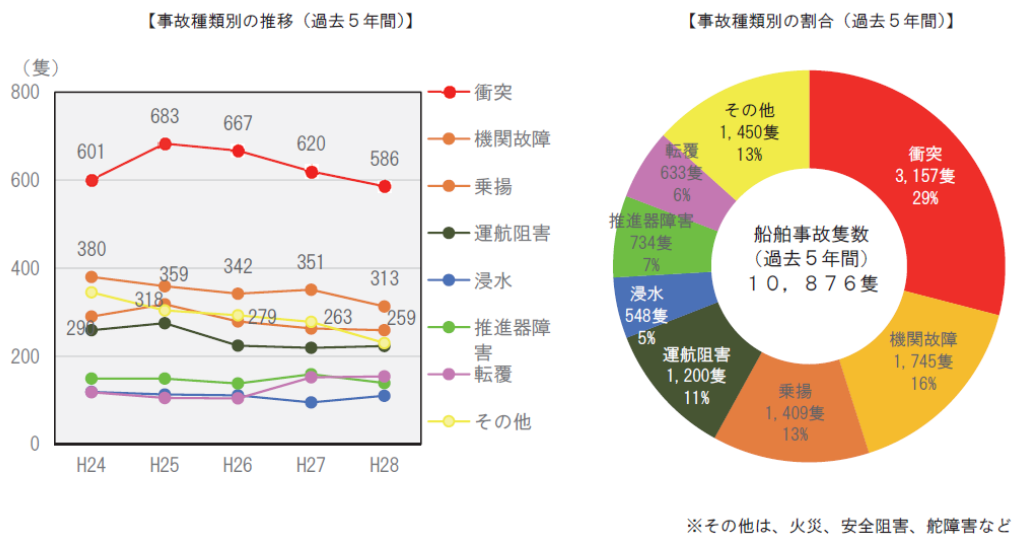 【事故種類別の推移（過去５年間）】
（隻）
800
600
400
200
0
601
683
667
620
586
380
359
342
351
313
318
279
263
259
H24
H25
H26
H27
H28
衝突
機関故障
乗揚
運航阻害
浸水
推進器障
害
転覆
その他
【事故種類別の割合（過去５年間）】
衝突
3,157隻
29%
機関故障
1,745隻
16%
乗揚
1,409隻
13%
運航阻害
1,200隻
11%
浸水
548隻
5%
推進器障害
734隻
7%
転覆
633隻
6%
その他
1,450隻
13%
船舶事故隻数
（過去５年間）
１０，８７６隻
※その他は、火災、安全阻害、舵障害など